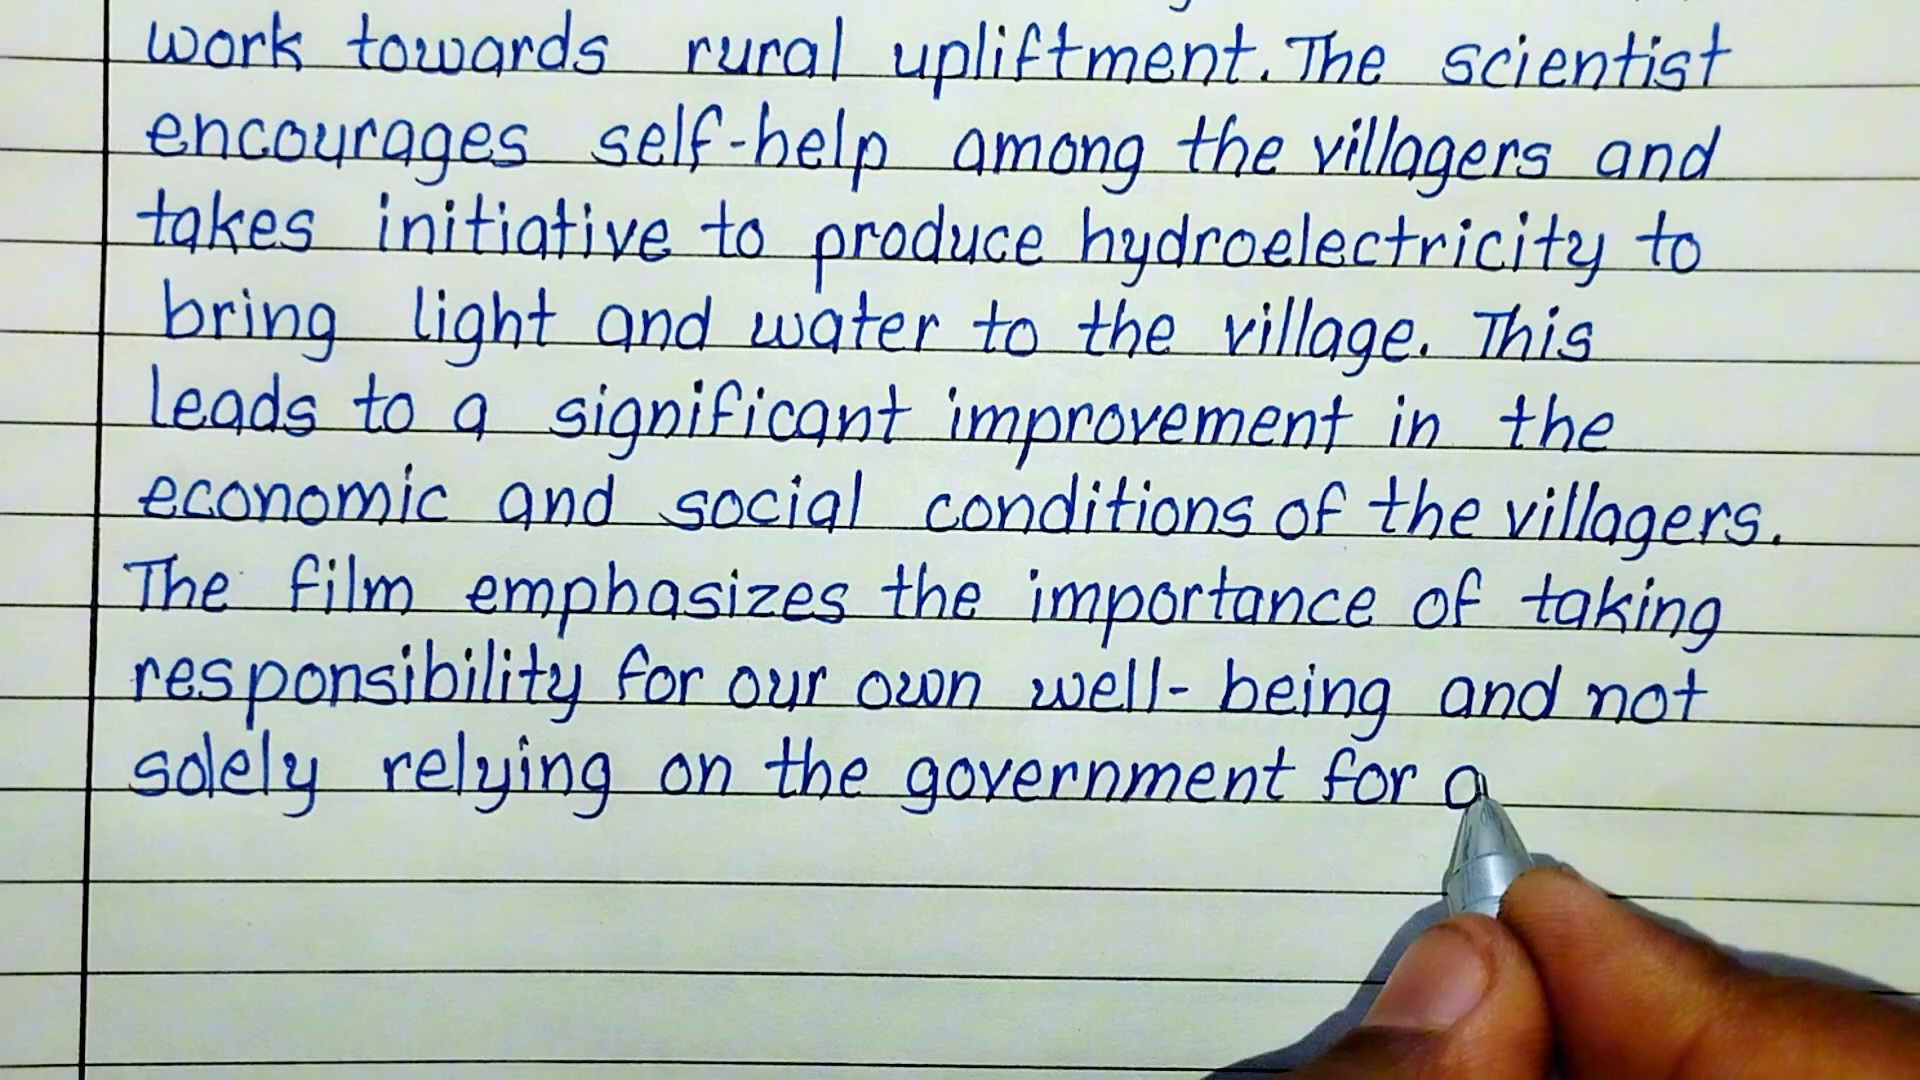 work towards rural upliftment. The scientist
encourages self-help among the villagers and
takes initiative to produce hydroelectricity to
bring light and water to the village. This
leads to a significant improvement in the
economic and social conditions of the villagers.
The film emphasizes the importance of taking
responsibility for our own well-being and not
solely relying on the government for a